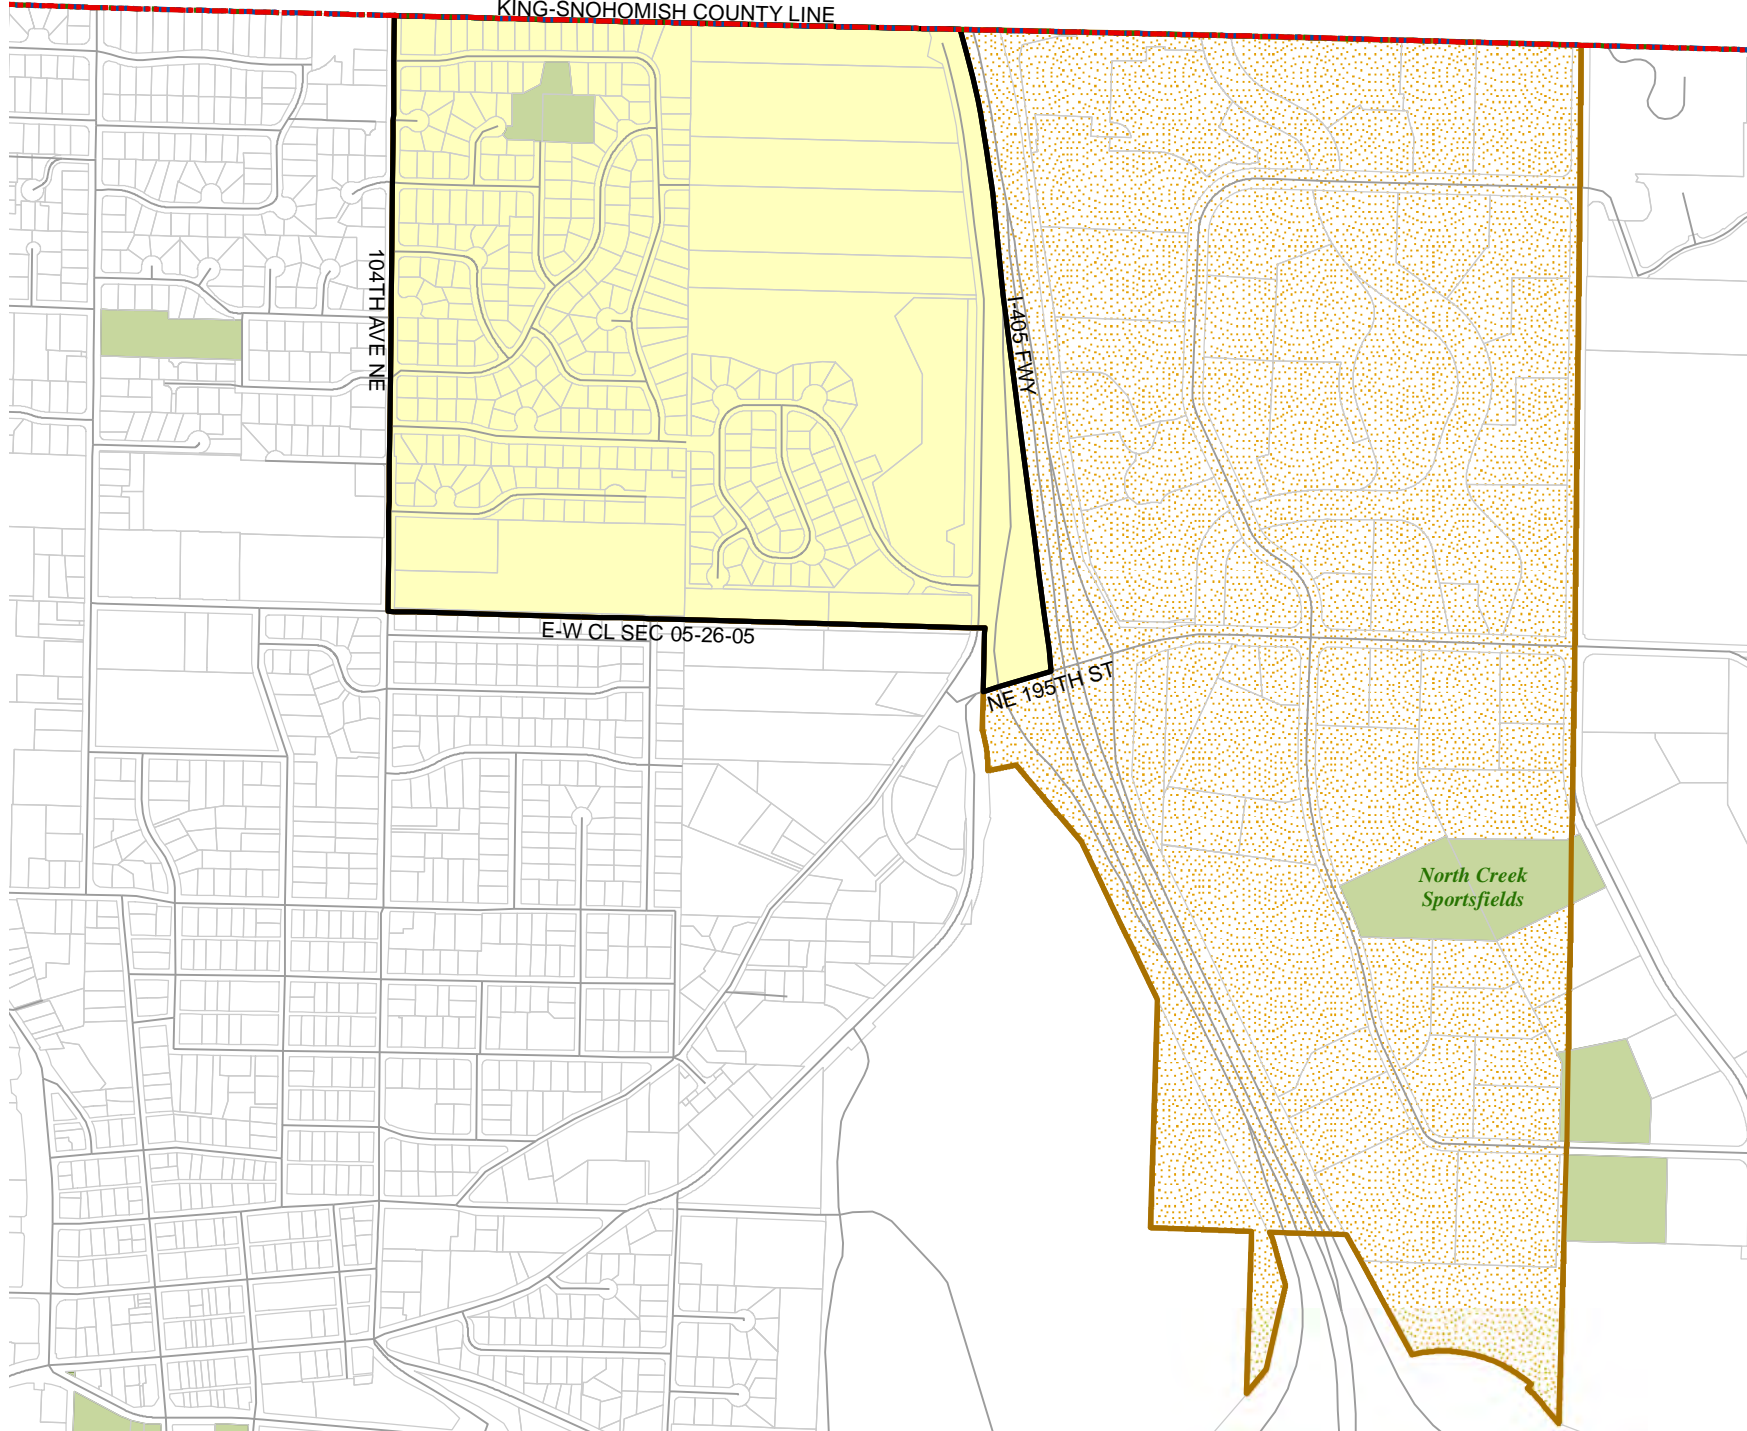 KING-SNOHOMISH COUNTY LINE
104TH AVE NE
I-405 FWY
E-W CL SEC 05-26-05
NE 195TH ST
North Creek
Sportsfields